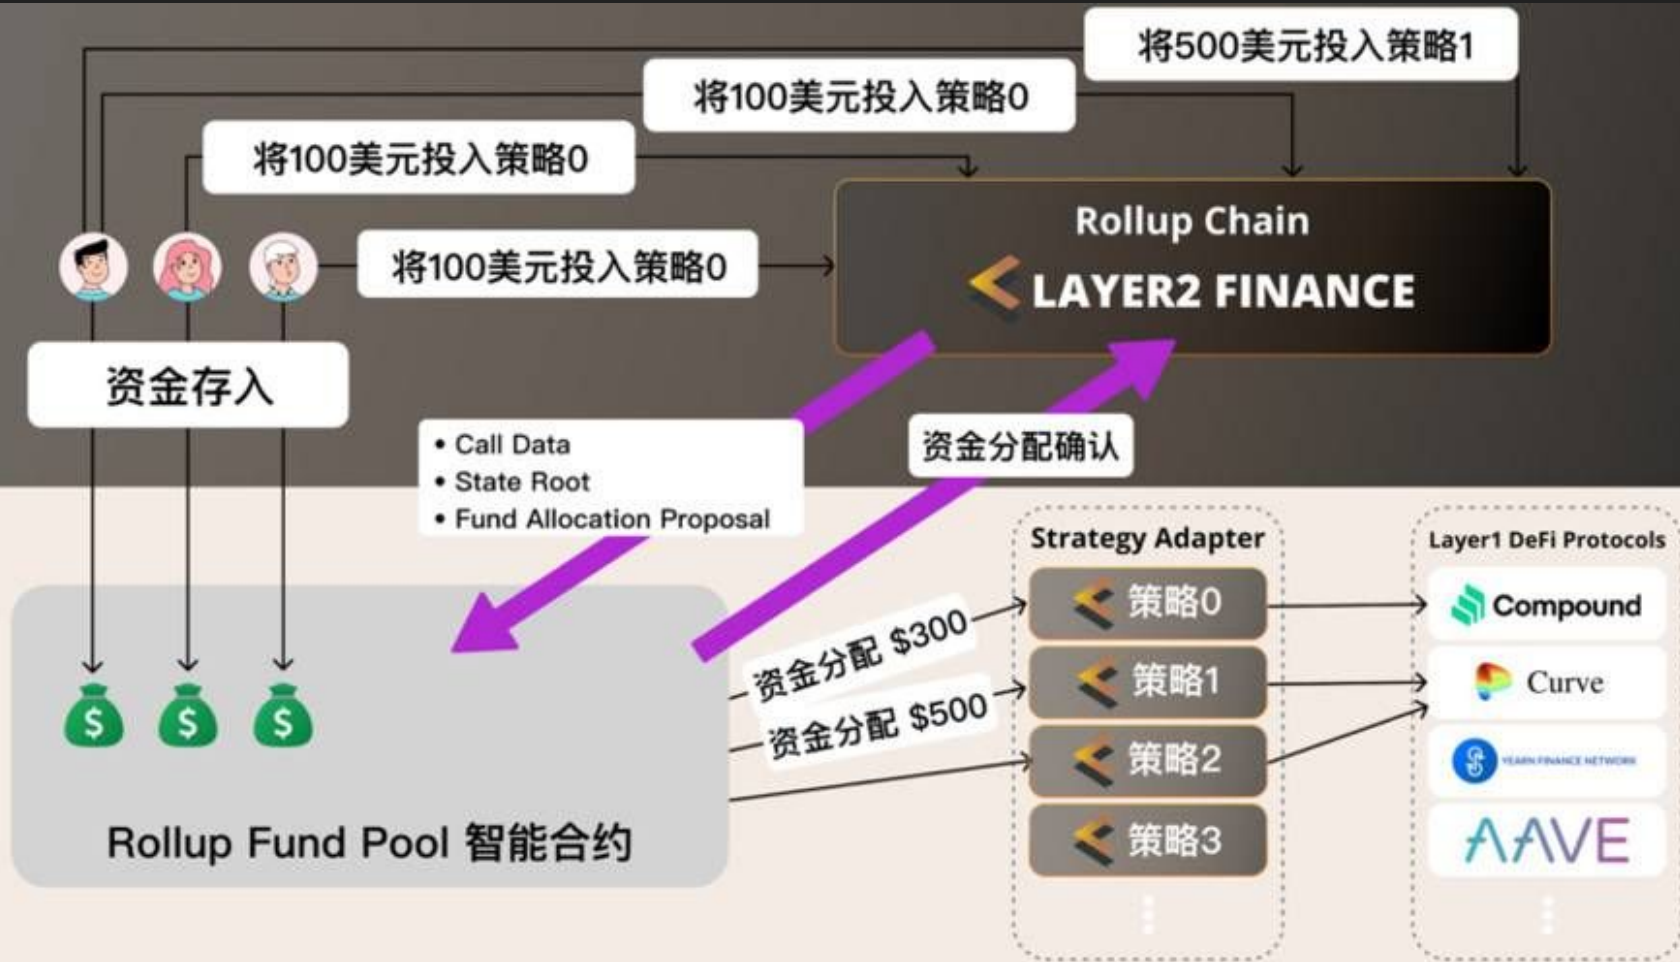 将500美元投入策略1
将100美元投入策略0
将100美元投入策略0
将100美元投入策略0
Rollup Chain
LAYER2 FINANCE
资金存入
• Call Data
• State Root
• Fund Allocation Proposal
资金分配确认
Strategy Adapter
Layer1 DeFi Protocols
资金分配 $300
策略0
Compound
资金分配 $500
策略1
Curve
策略2
YEARN FINANCE NETWORK
策略3
AAVE
$
$
$
Rollup Fund Pool 智能合约